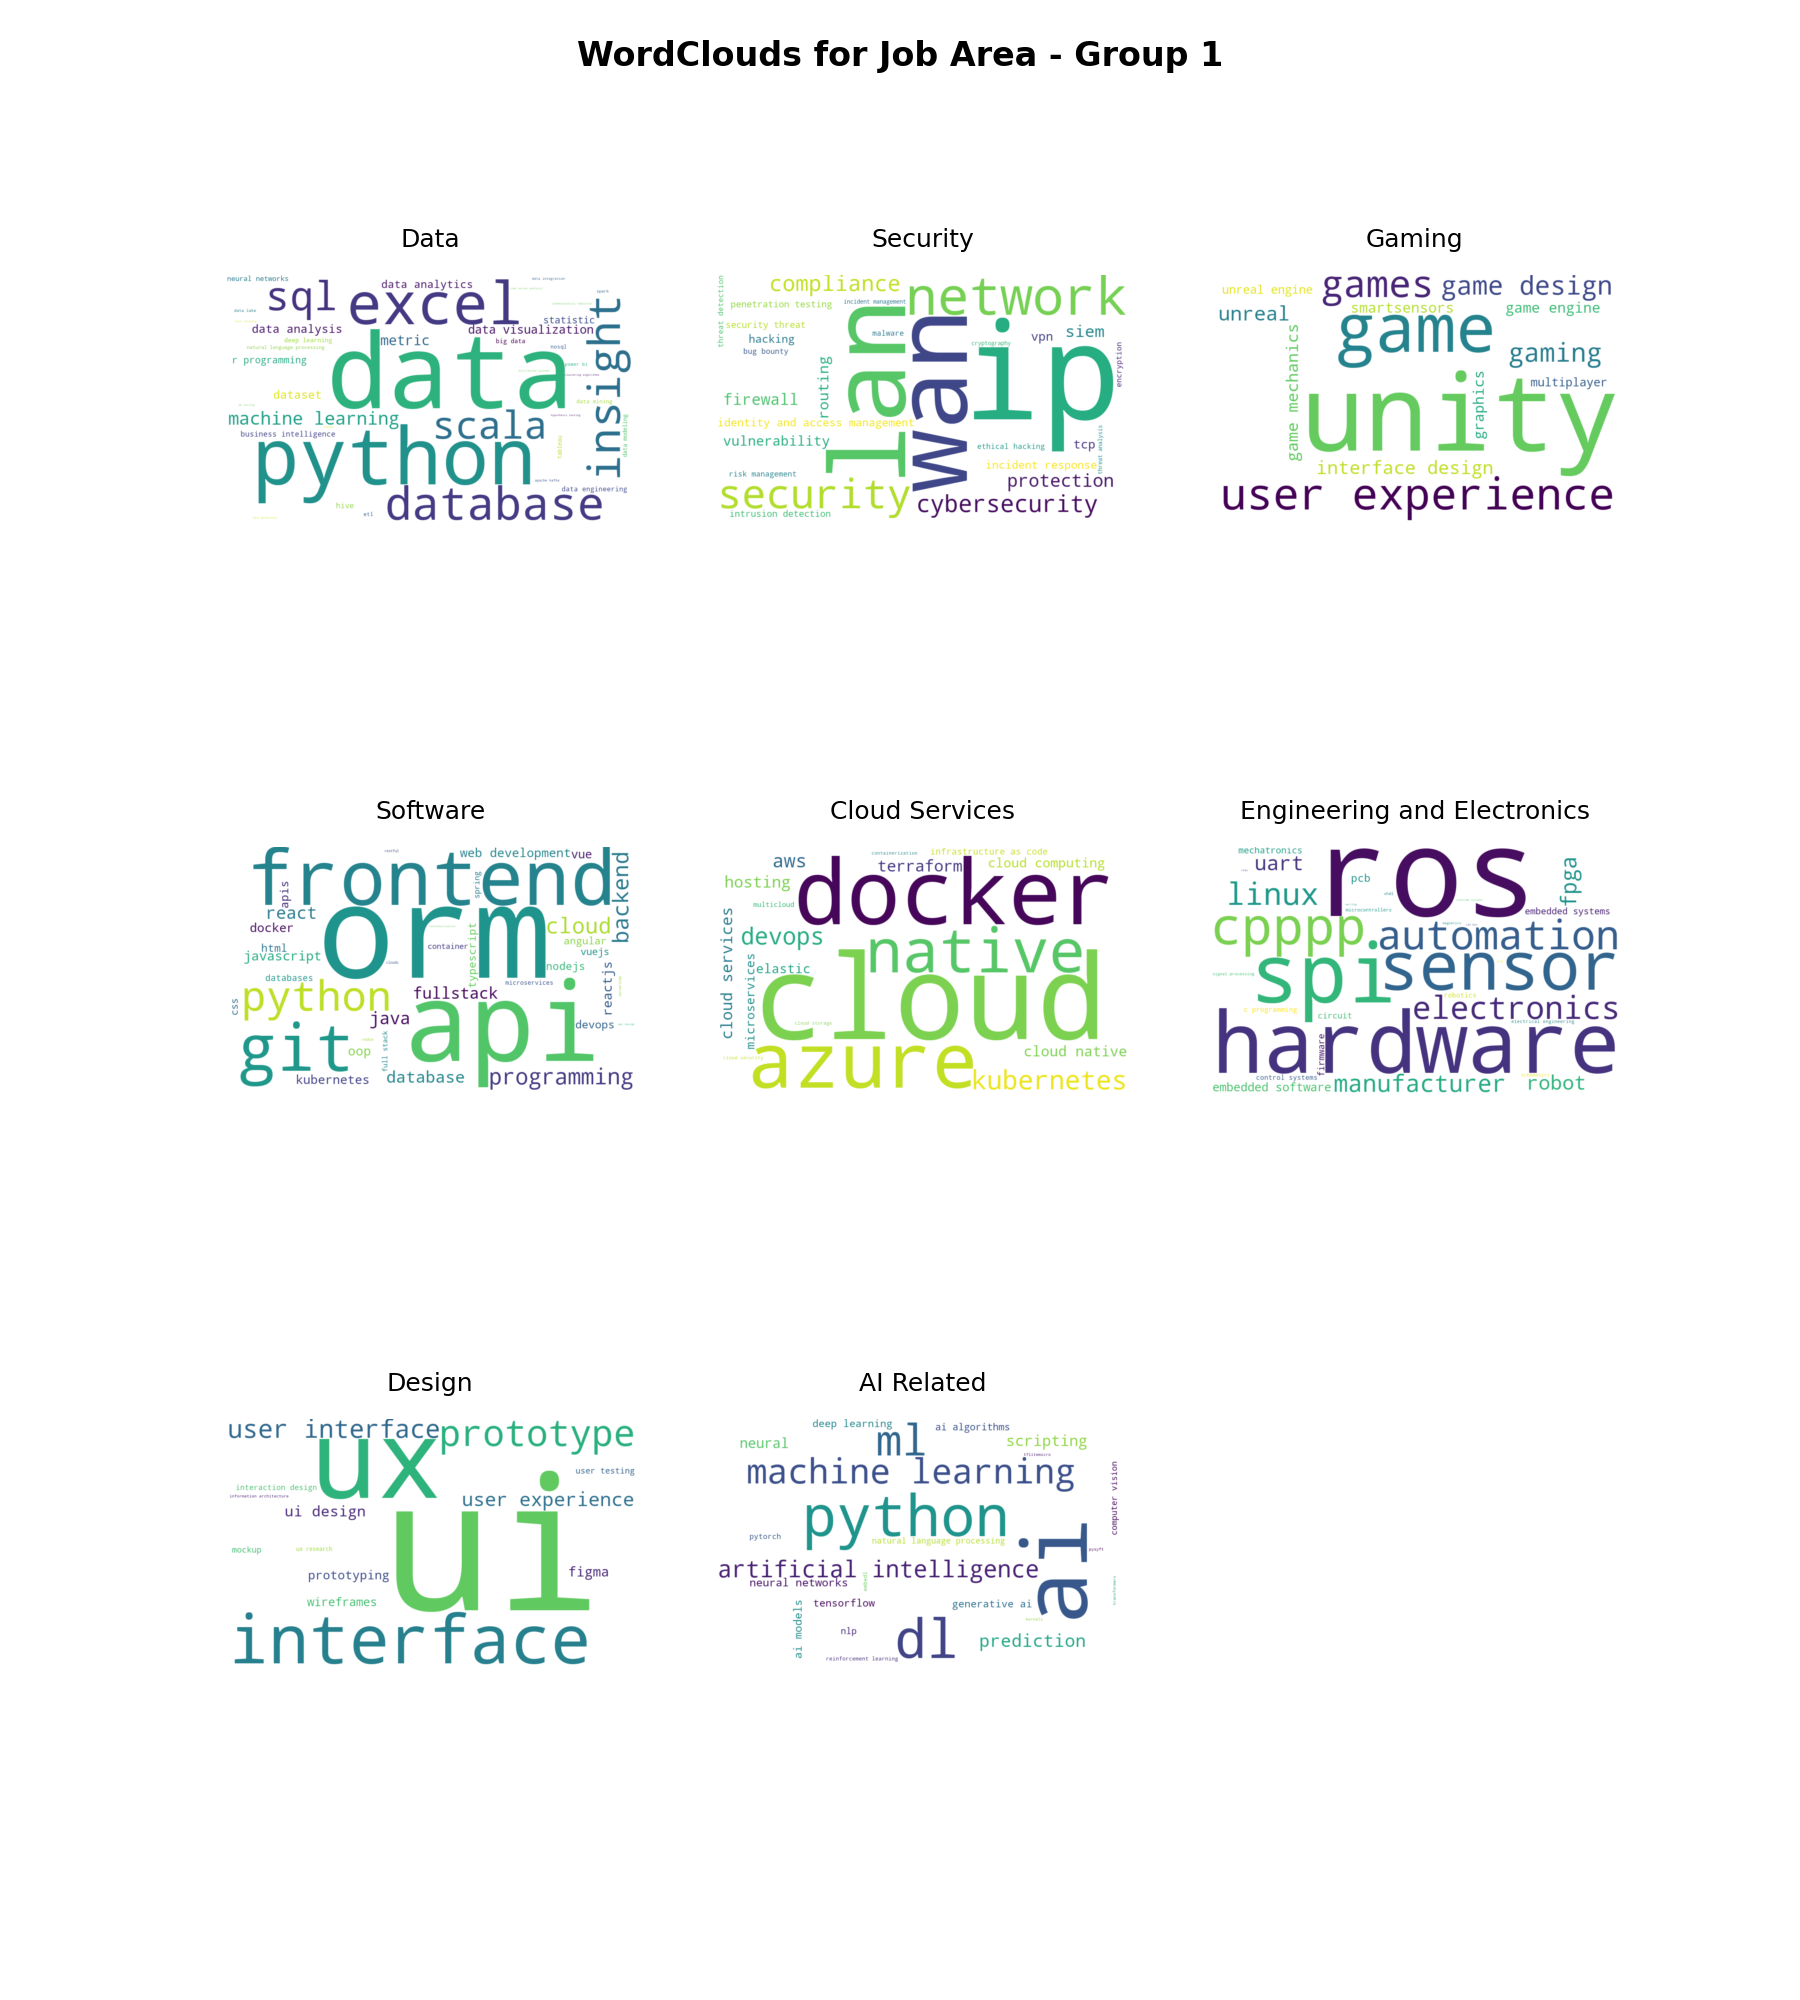 WordClouds for Job Area - Group 1
Data
neural networks
data analytics
data integration
sql
excel
spark
data lake
data analysis
data visualization
statistic
insight
deep learning
metric
big data
nosql
natural language processing
r programming
data
power bi
dataset
data mining
machine learning
scala
business intelligence
data modeling
python
tableau
apache kafka
data engineering
database
hive
etl
Security
threat detection
compliance
network
penetration testing
incident management
security threat
malware
vpn
siem
hacking
cryptography
bug bounty
lan
wan
ip
encryption
routing
firewall
identity and access management
vulnerability
ethical hacking
tcp
threat analysis
incident response
risk management
protection
security
cybersecurity
intrusion detection
Gaming
unreal engine
games
game design
smartsensors
game engine
unreal
game
gaming
game mechanics
graphics
multiplayer
unity
interface design
user experience
Software
restful
frontend
web development
vue
backend
apis
spring
react
orm
cloud
docker
angular
html
container
vuejs
javascript
typescript
nodejs
databases
microservices
reactjs
css
python
fullstack
java
api
devops
git
oop
full stack
kubernetes
database
programming
Cloud Services
containerization
infrastructure as code
aws
terraform
cloud computing
hosting
docker
multicloud
cloud services
devops
native
elastic
microservices
cloud
cloud storage
azure
cloud native
cloud security
kubernetes
Engineering and Electronics
mechatronics
uart
ros
fpga
pcb
linux
microcontrollers
embedded systems
cpppp
automation
sensor
signal processing
spi
robotics
c programming
electronics
circuit
electrical engineering
hardware
firmware
control systems
embedded software
manufacturer
robot
Design
user interface
prototype
ux
user testing
interaction design
information architecture
user experience
ui design
ui
mockup
ux research
prototyping
figma
wireframes
interface
AI Related
deep learning
ai algorithms
neural
ml
scripting
machine learning
computer vision
python
pytorch
natural language processing
ai
artificial intelligence
neural networks
transformers
tensorflow
generative ai
ai models
nlp
dl
prediction
reinforcement learning